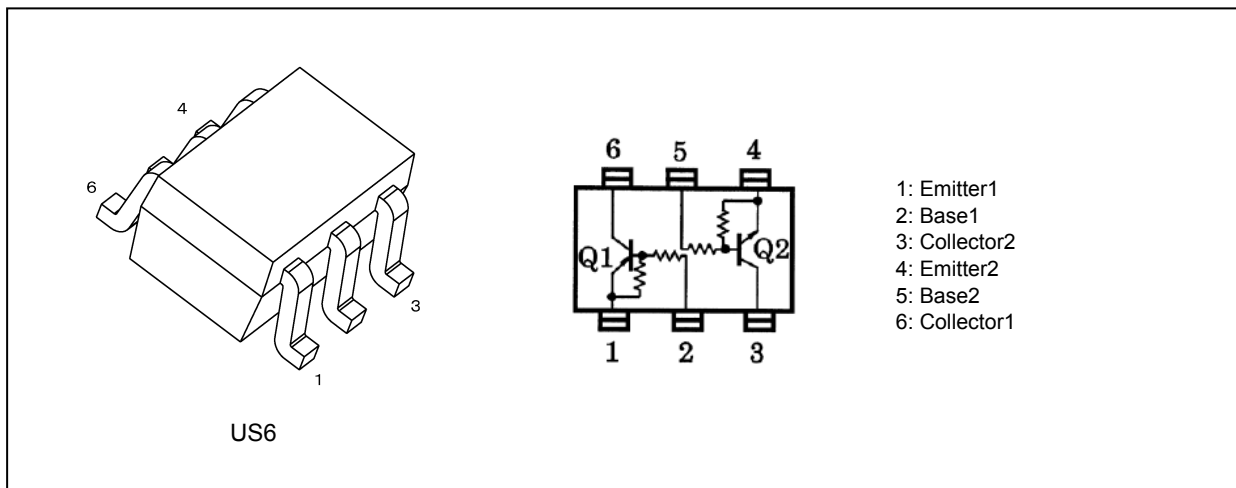 4
6
3
1
US6
6 5 4
Q1 Q2
1 2 3
1: Emitter1
2: Base1
3: Collector2
4: Emitter2
5: Base2
6: Collector1